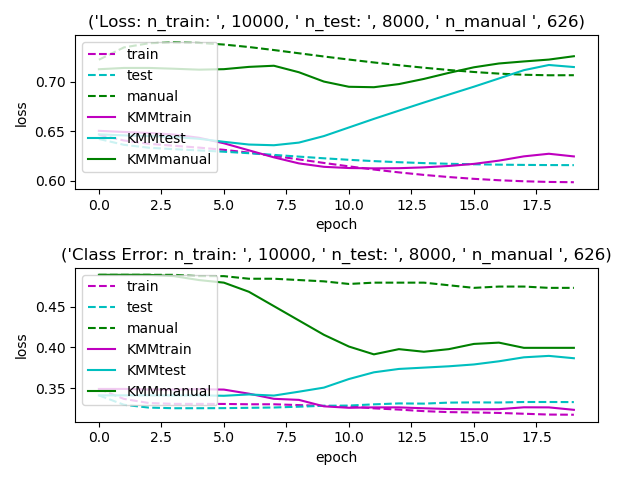 ('Loss: n_train: ', 10000, ' n_test: ', 8000, ' n_manual ', 626)
loss
0.70
0.65
0.60
train
test
manual
KMMtrain
KMMtest
KMMmanual
0.0 2.5 5.0 7.5 10.0 12.5 15.0 17.5
epoch
('Class Error: n_train: ', 10000, ' n_test: ', 8000, ' n_manual ', 626)
loss
0.45
0.40
0.35
train
test
manual
KMMtrain
KMMtest
KMMmanual
0.0 2.5 5.0 7.5 10.0 12.5 15.0 17.5
epoch